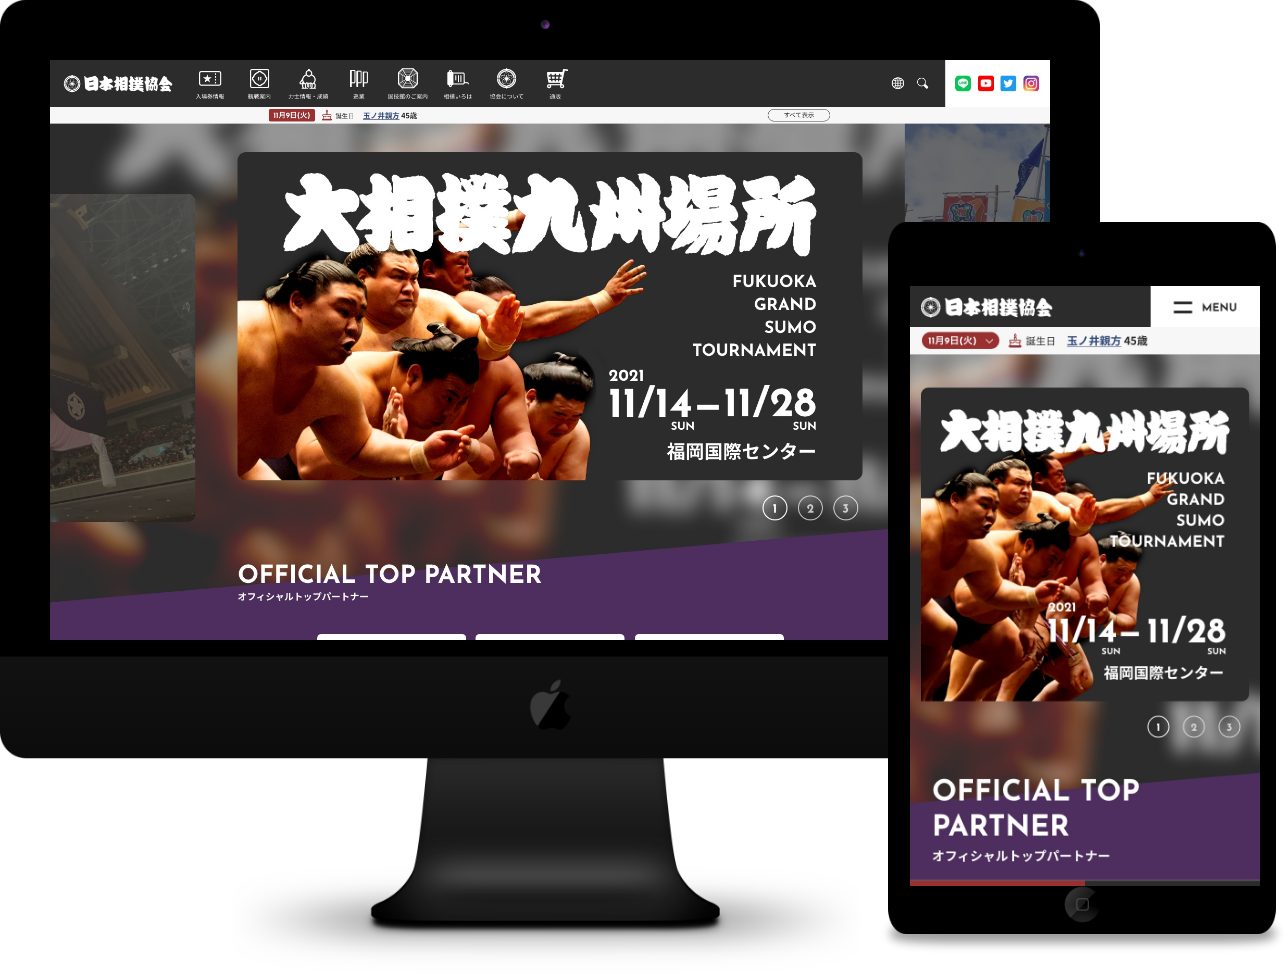 日本相撲協会
入場券情報
観戦案内
力士情報・成績
巡業
国技館のご案内
相撲いろは
協会について
通販
11月9日(火)
誕生日
玉ノ井親方 45歳
すべて表示
大相撲九州場所
FUKUOKA
GRAND
SUMO
TOURNAMENT
2021
11/14–11/28
SUN
SUN
福岡国際センター
1
2
3
OFFICIAL TOP PARTNER
オフィシャルトップパートナー
日本相撲協会
MENU
11月9日(火)
誕生日
玉ノ井親方 45歳
大相撲九州場所
FUKUOKA
GRAND
SUMO
TOURNAMENT
2021
11/14–11/28
SUN
SUN
福岡国際センター
1
2
3
OFFICIAL TOP
PARTNER
オフィシャルトップパートナー